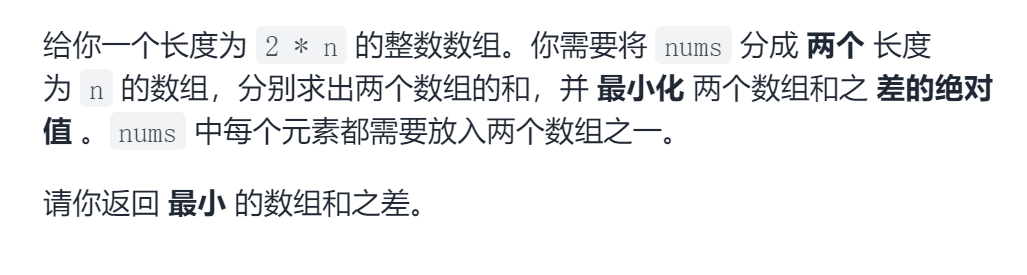 给你一个长度为 2 * n 的整数数组。你需要将 nums 分成 两个 长度
为 n 的数组，分别求出两个数组的和，并 最小化 两个数组和之 差的绝对
值 。nums 中每个元素都需要放入两个数组之一。
请你返回 最小 的数组和之差。